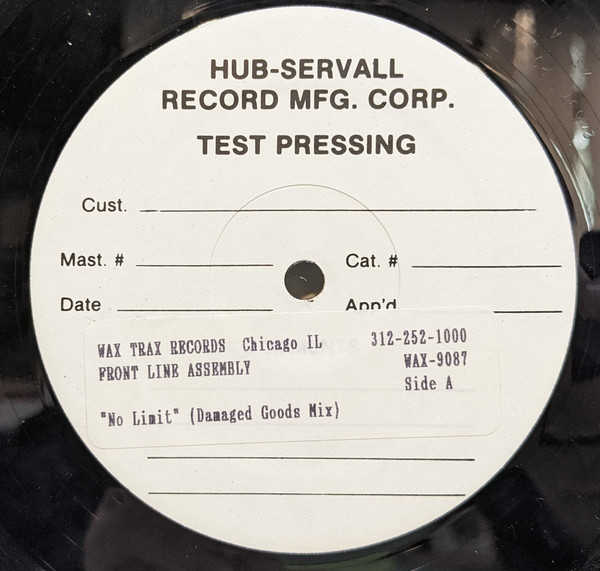 HUB-SERVALL
RECORD MFG. CORP.
TEST PRESSING
Cust.
Mast. # Cat. #
Date App'd
WAX TRAX RECORDS Chicago IL 312-252-1000
FRONT LINE ASSEMBLY WAX-9087
Side A
"No Limit" (Damaged Goods Mix)